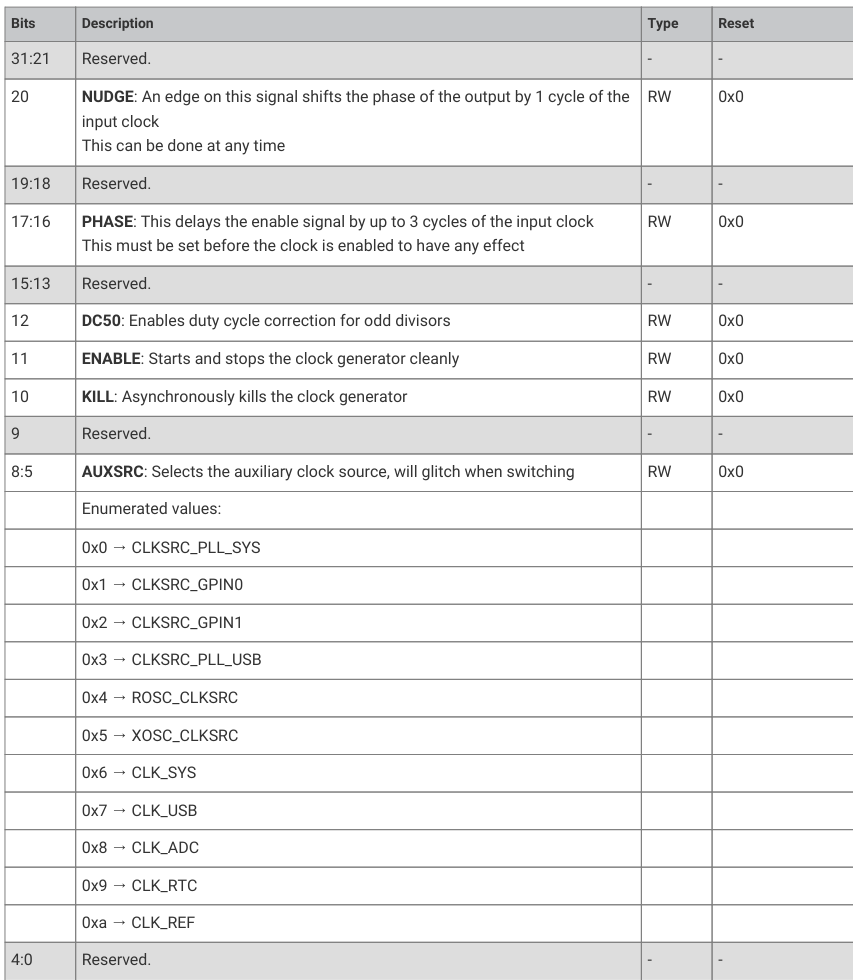 Bits Description Type Reset
31:21 Reserved. - -
20 NUDGE: An edge on this signal shifts the phase of the output by 1 cycle of the RW 0x0
input clock
This can be done at any time
19:18 Reserved. - -
17:16 PHASE: This delays the enable signal by up to 3 cycles of the input clock RW 0x0
This must be set before the clock is enabled to have any effect
15:13 Reserved. - -
12 DC50: Enables duty cycle correction for odd divisors RW 0x0
11 ENABLE: Starts and stops the clock generator cleanly RW 0x0
10 KILL: Asynchronously kills the clock generator RW 0x0
9 Reserved. - -
8:5 AUXSRC: Selects the auxiliary clock source, will glitch when switching RW 0x0
Enumerated values:
0x0 → CLKSRC_PLL_SYS
0x1 → CLKSRC_GPIN0
0x2 → CLKSRC_GPIN1
0x3 → CLKSRC_PLL_USB
0x4 → ROSC_CLKSRC
0x5 → XOSC_CLKSRC
0x6 → CLK_SYS
0x7 → CLK_USB
0x8 → CLK_ADC
0x9 → CLK_RTC
0xa → CLK_REF
4:0 Reserved. - -